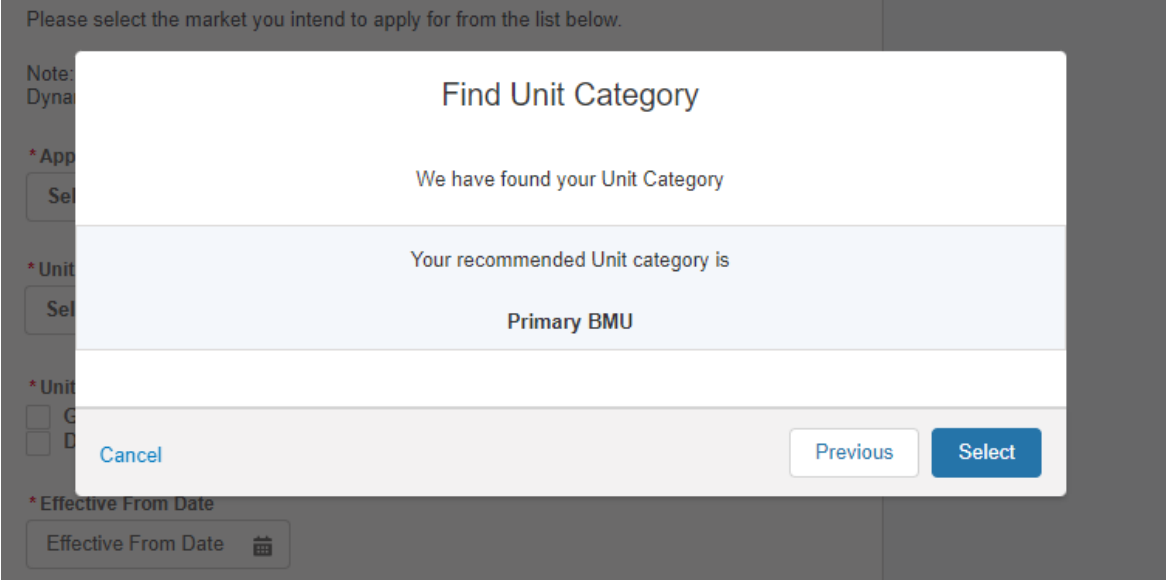 Please select the market you intend to apply for from the list below.
Note:
Find Unit Category
We have found your Unit Category
Your recommended Unit category is
Primary BMU
* App
Sel
* Unit
Sel
* Unit
G
D
Cancel
Previous
Select
* Effective From Date
Effective From Date